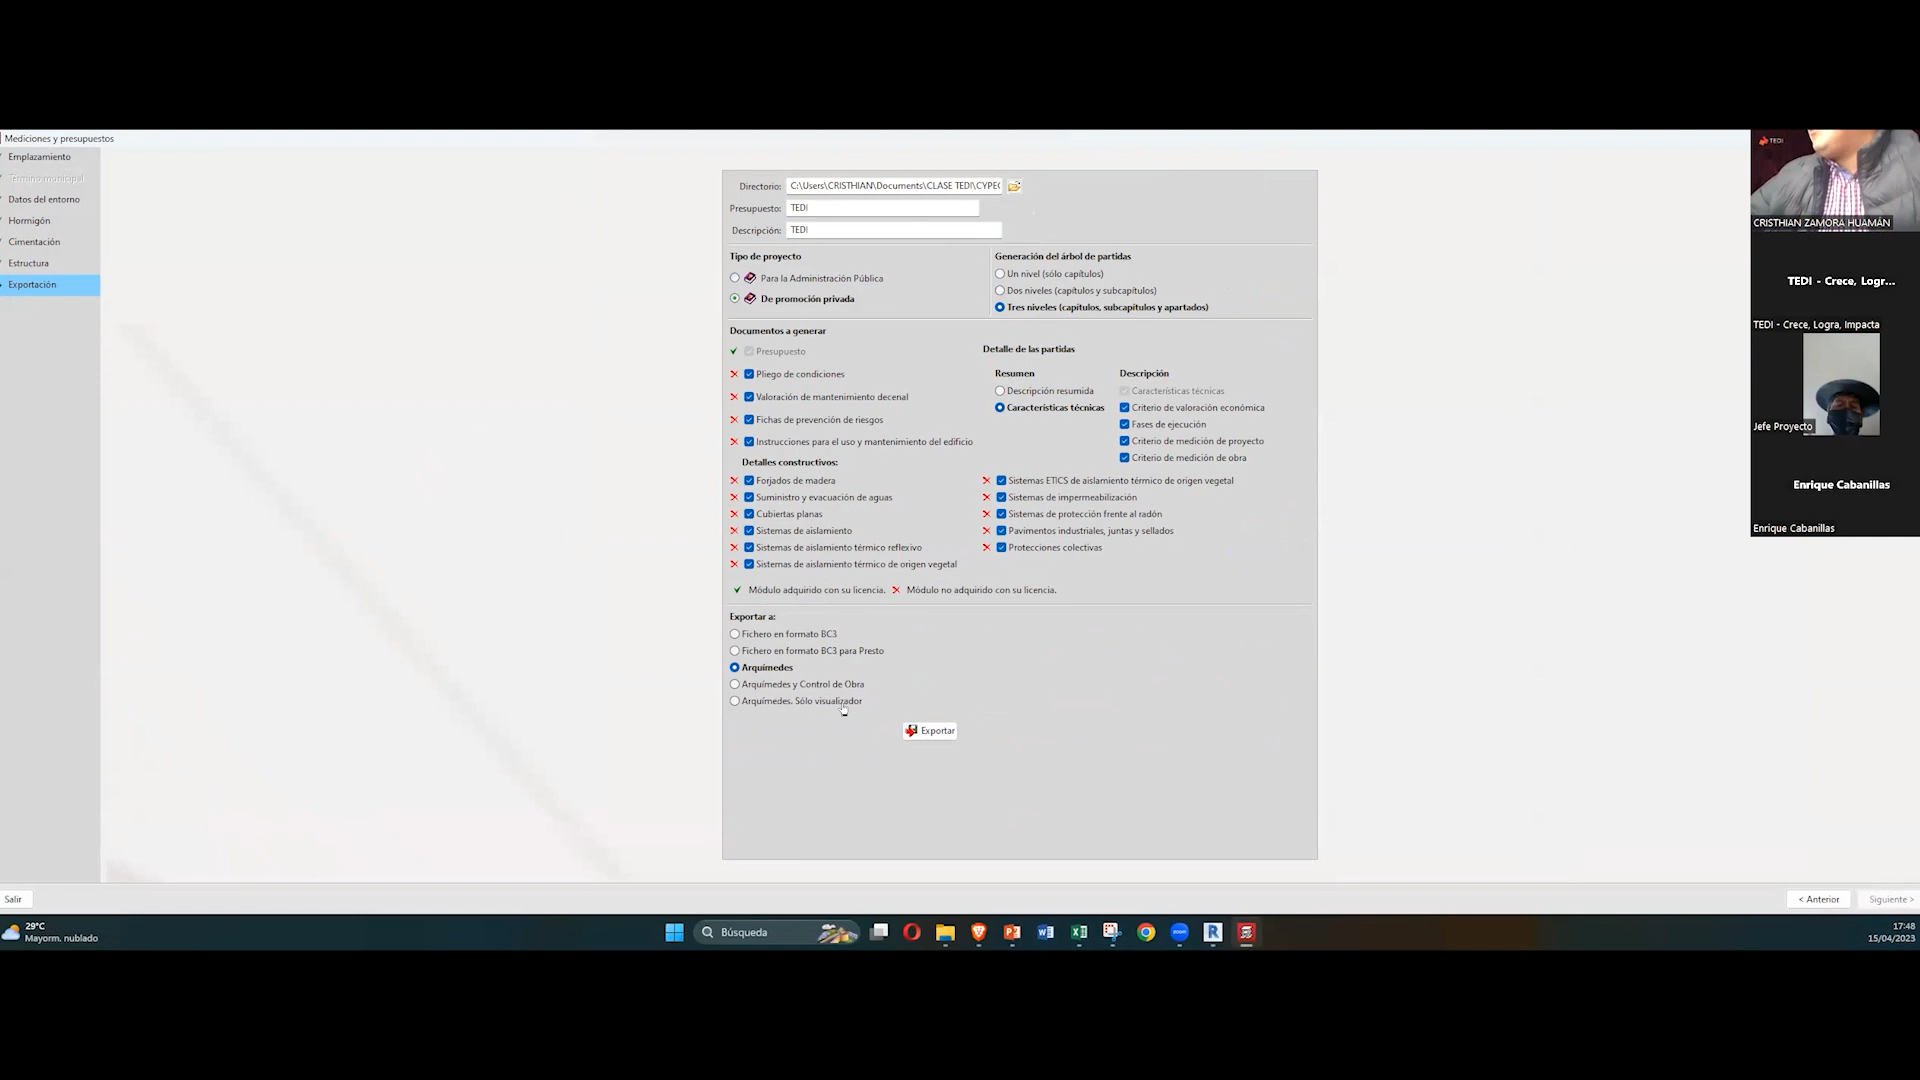 Mediciones y presupuestos
Emplazamiento
Término municipal
Datos del entorno
Hormigón
Cimentación
Estructura
Exportación
Directorio: C:\Users\CRISTHIAN\Documents\CLASE TEDI\CYPE
Presupuesto: TEDI
Descripción: TEDI
Tipo de proyecto
Para la Administración Pública
De promoción privada
Generación del árbol de partidas
Un nivel (sólo capítulos)
Dos niveles (capítulos y subcapítulos)
Tres niveles (capítulos, subcapítulos y apartados)
Documentos a generar
Presupuesto
Pliego de condiciones
Valoración de mantenimiento decenal
Fichas de prevención de riesgos
Instrucciones para el uso y mantenimiento del edificio
Detalle de las partidas
Resumen
Descripción resumida
Características técnicas
Descripción
Características técnicas
Criterio de valoración económica
Fases de ejecución
Criterio de medición de proyecto
Criterio de medición de obra
Detalles constructivos:
Forjados de madera
Suministro y evacuación de aguas
Cubiertas planas
Sistemas de aislamiento
Sistemas de aislamiento térmico reflexivo
Sistemas de aislamiento térmico de origen vegetal
Sistemas ETICS de aislamiento térmico de origen vegetal
Sistemas de impermeabilización
Sistemas de protección frente al radón
Pavimentos industriales, juntas y sellados
Protecciones colectivas
Módulo adquirido con su licencia. Módulo no adquirido con su licencia.
Exportar a:
Fichero en formato BC3
Fichero en formato BC3 para Presto
Arquímedes
Arquímedes y Control de Obra
Arquímedes. Sólo visualizador
Exportar
Salir
< Anterior
Siguiente >
TEDI
CRISTHIAN ZAMORA HUAMÁN
TEDI - Crece, Logr...
TEDI - Crece, Logra, Impacta
Jefe Proyecto
Enrique Cabanillas
Enrique Cabanillas
29°C
Mayorm. nublado
Búsqueda
zoom
17:48
15/04/2023